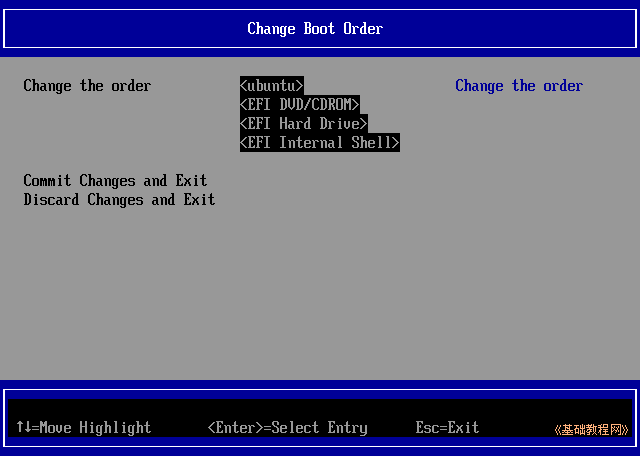 Change Boot Order
Change the order <ubuntu> Change the order
<EFI DVD/CDROM>
<EFI Hard Drive>
<EFI Internal Shell>
Commit Changes and Exit
Discard Changes and Exit
↑↓=Move Highlight <Enter>=Select Entry Esc=Exit
《基础教程网》